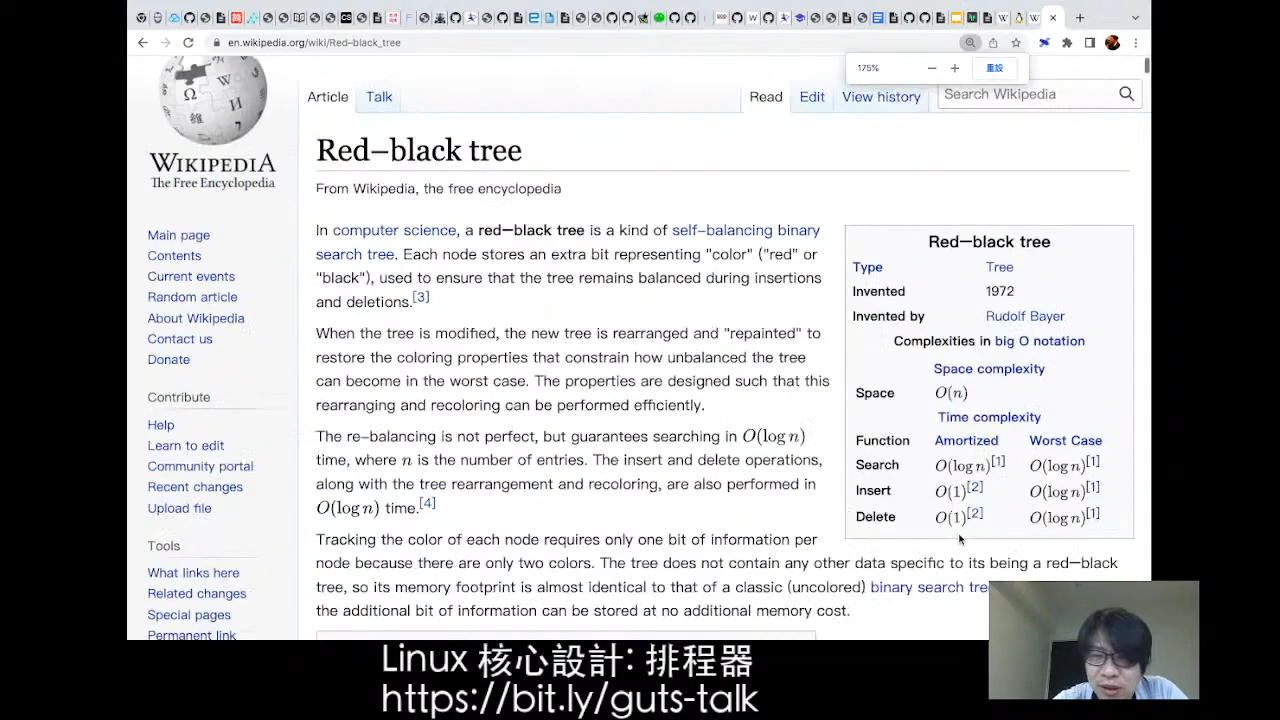 en.wikipedia.org/wiki/Red–black_tree
175%
重設
Article Talk
Read Edit View history
Search Wikipedia
WIKIPEDIA
The Free Encyclopedia
Main page
Contents
Current events
Random article
About Wikipedia
Contact us
Donate
Contribute
Help
Learn to edit
Community portal
Recent changes
Upload file
Tools
What links here
Related changes
Special pages
Permanent link
Red–black tree
From Wikipedia, the free encyclopedia
In computer science, a red–black tree is a kind of self-balancing binary
search tree. Each node stores an extra bit representing "color" ("red" or
"black"), used to ensure that the tree remains balanced during insertions
and deletions.[3]
When the tree is modified, the new tree is rearranged and "repainted" to
restore the coloring properties that constrain how unbalanced the tree
can become in the worst case. The properties are designed such that this
rearranging and recoloring can be performed efficiently.
The re-balancing is not perfect, but guarantees searching in O(log n)
time, where n is the number of entries. The insert and delete operations,
along with the tree rearrangement and recoloring, are also performed in
O(log n) time.[4]
Tracking the color of each node requires only one bit of information per
node because there are only two colors. The tree does not contain any other data specific to its being a red–black
tree, so its memory footprint is almost identical to that of a classic (uncolored) binary search
the additional bit of information can be stored at no additional memory cost.
Red–black tree
Type Tree
Invented 1972
Invented by Rudolf Bayer
Complexities in big O notation
Space complexity
Space O(n)
Time complexity
Function Amortized Worst Case
Search O(log n)[1] O(log n)[1]
Insert O(1)[2] O(log n)[1]
Delete O(1)[2] O(log n)[1]
Linux 核心設計: 排程器
https://bit.ly/guts-talk